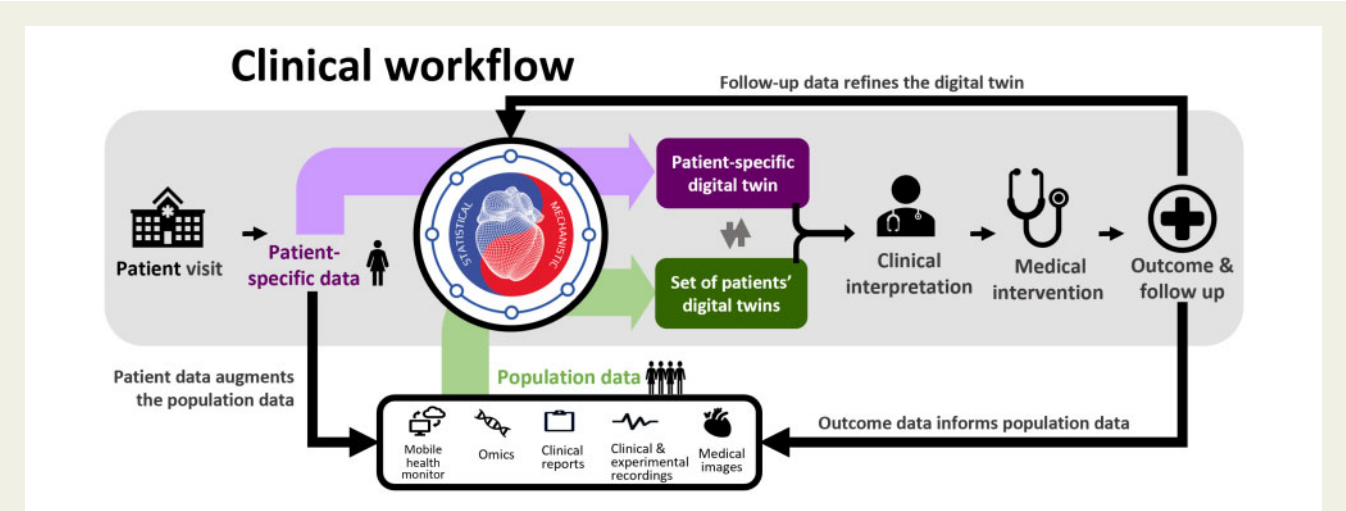 Clinical workflow
Follow-up data refines the digital twin
Patient visit
Patient-
specific data
STATISTICAL
MECHANISTIC
Patient-specific
digital twin
Set of patients'
digital twins
Clinical
interpretation
Medical
intervention
Outcome &
follow up
Patient data augments
the population data
Population data
Outcome data informs population data
Mobile
health
monitor
Omics
Clinical
reports
Clinical &
experimental
recordings
Medical
images